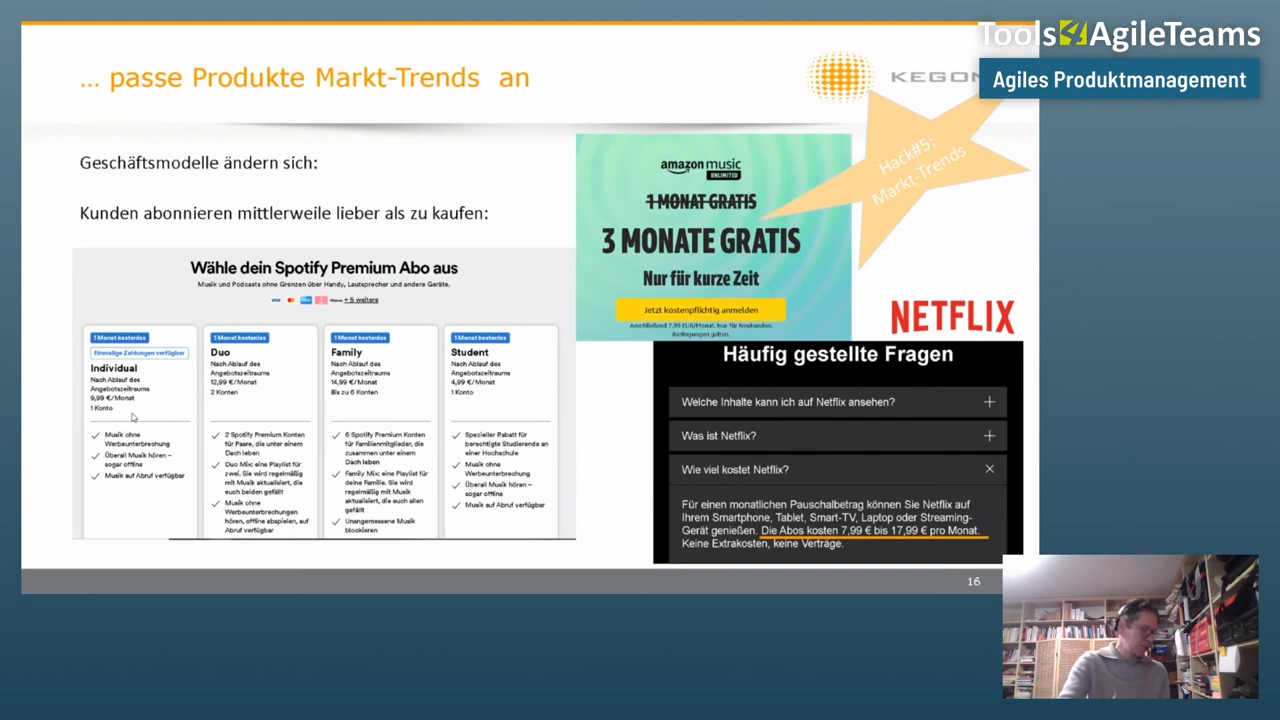 Tools4AgileTeams
Agiles Produktmanagement
... passe Produkte Markt-Trends an
KEGON
Hack#5:
Markt-Trends
Geschäftsmodelle ändern sich:
Kunden abonnieren mittlerweile lieber als zu kaufen:
Wähle dein Spotify Premium Abo aus
Musik und Podcasts ohne Grenzen über Handy, Lautsprecher und andere Geräte.
VISA + 5 weitere
1 Monat kostenlos
Einmalige Zahlungen verfügbar
Individual
Nach Ablauf des
Angebotszeitraums
9,99 €/Monat
1 Konto
Musik ohne
Werbeunterbrechung
Überall Musik hören –
sogar offline
Musik auf Abruf verfügbar
1 Monat kostenlos
Duo
Nach Ablauf des
Angebotszeitraums
12,99 €/Monat
2 Konten
2 Spotify Premium Konten
für Paare, die unter einem
Dach leben
Duo Mix: eine Playlist für
zwei. Sie wird regelmäßig
mit Musik aktualisiert, die
euch beiden gefällt
Musik ohne
Werbeunterbrechungen
hören, offline abspielen, auf
Abruf verfügbar
1 Monat kostenlos
Family
Nach Ablauf des
Angebotszeitraums
14,99 €/Monat
Bis zu 6 Konten
6 Spotify Premium Konten
für Familienmitglieder, die
zusammen unter einem
Dach leben
Family Mix: eine Playlist für
deine Familie. Sie wird
regelmäßig mit Musik
aktualisiert, die euch allen
gefällt
Unangemessene Musik
blockieren
1 Monat kostenlos
Student
Nach Ablauf des
Angebotszeitraums
4,99 €/Monat
1 Konto
Spezieller Rabatt für
berechtigte Studierende an
einer Hochschule
Musik ohne
Werbeunterbrechung
Überall Musik hören –
sogar offline
Musik auf Abruf verfügbar
amazon music
UNLIMITED
1 MONAT GRATIS
3 MONATE GRATIS
Nur für kurze Zeit
Jetzt kostenpflichtig anmelden
Anschließend 7,99 EUR/Monat. Nur für Neukunden.
Bedingungen gelten.
NETFLIX
Häufig gestellte Fragen
Welche Inhalte kann ich auf Netflix ansehen?
Was ist Netflix?
Wie viel kostet Netflix?
Für einen monatlichen Pauschalbetrag können Sie Netflix auf
Ihrem Smartphone, Tablet, Smart-TV, Laptop oder Streaming-
Gerät genießen. Die Abos kosten 7,99 € bis 17,99 € pro Monat.
Keine Extrakosten, keine Verträge.
16